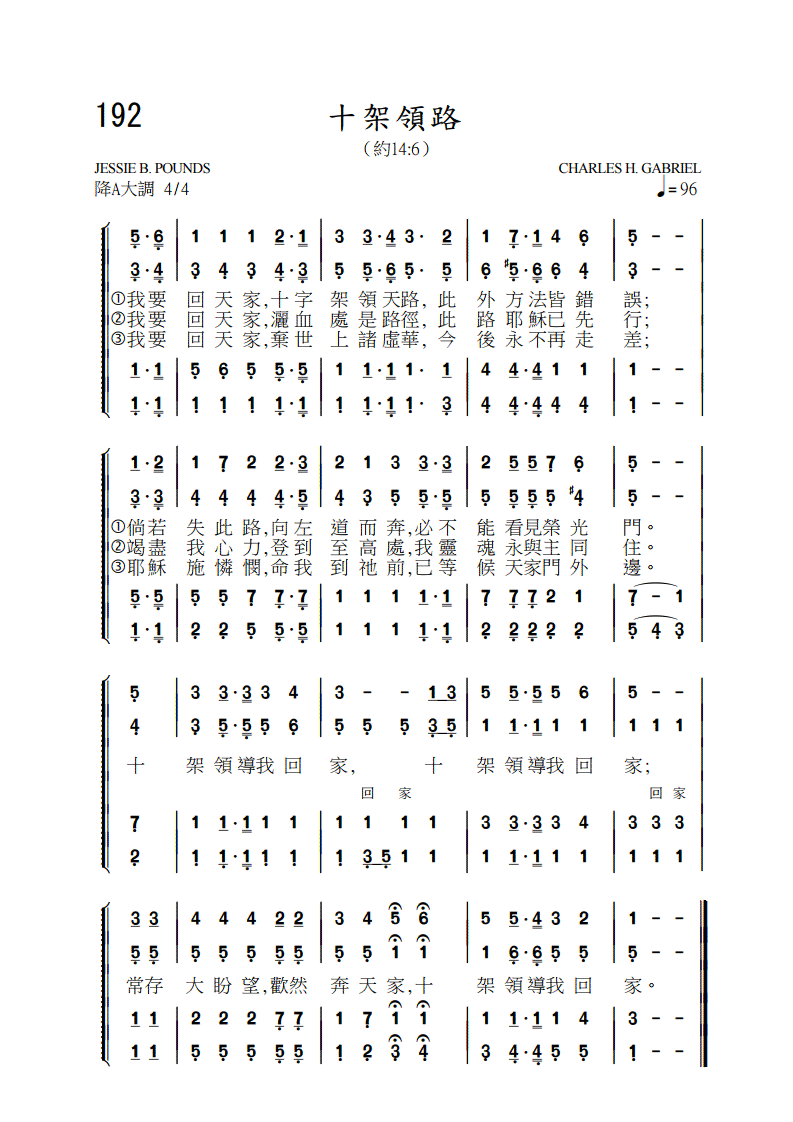 192
十架領路
（約14:6）
JESSIE B. POUNDS CHARLES H. GABRIEL
降A大調 4/4 ♩=96
5·6 | 1 1 1 2·1 | 3 3·4 3· 2 | 1 7·1 4 6 | 5 - - |
3·4 | 3 4 3 4·3 | 5 5·6 5· 5 | 6 #5·6 6 4 | 3 - - |
①我要 回天家,十字 架領天路, 此 外方法皆錯 誤;
②我要 回天家,灑血 處是路徑, 此 路耶穌已先 行;
③我要 回天家,棄世 上諸虛華, 今 後永不再走 差;
1·1 | 5 6 5 5·5 | 1 1·1 1· 1 | 4 4·4 1 1 | 1 - - |
1·1 | 1 1 1 1·1 | 1 1·1 1· 3 | 4 4·4 4 4 | 1 - - |
1·2 | 1 7 2 2·3 | 2 1 3 3·3 | 2 5 5 7 6 | 5 - - |
3·3 | 4 4 4 4·5 | 4 3 5 5·5 | 5 5 5 5 #4 | 5 - - |
①倘若 失此路,向左 道而奔,必不 能看見榮光 門。
②竭盡 我心力,登到 至高處,我靈 魂永與主同 住。
③耶穌 施憐憫,命我 到祂前,已等 候天家門外 邊。
5·5 | 5 5 7 7·7 | 1 1 1 1·1 | 7 7 7 2 1 | 7 - 1 |
1·1 | 2 2 5 5·5 | 1 1 1 1·1 | 2 2 2 2 2 | 5 4 3 |
5 | 3 3·3 3 4 | 3 - - 1 3 | 5 5·5 5 6 | 5 - - |
4 | 3 5·5 5 6 | 5 5 5 3 5 | 1 1·1 1 1 | 1 1 1 |
十 架領導我回 家, 十 架領導我回 家;
回 家 回 家
7 | 1 1·1 1 1 | 1 1 1 1 | 3 3·3 3 4 | 3 3 3 |
2 | 1 1·1 1 1 | 1 3 5 1 1 | 1 1·1 1 1 | 1 1 1 |
3 3 | 4 4 4 2 2 | 3 4 5 6 | 5 5·4 3 2 | 1 - - |
5 5 | 5 5 5 5 5 | 5 5 1 1 | 1 6·6 5 5 | 5 - - |
常存 大盼望,歡然 奔天家,十 架領導我回 家。
1 1 | 2 2 2 7 7 | 1 7 1 1 | 1 1·1 1 4 | 3 - - |
1 1 | 5 5 5 5 5 | 1 2 3 4 | 3 4·4 5 5 | 1 - - |